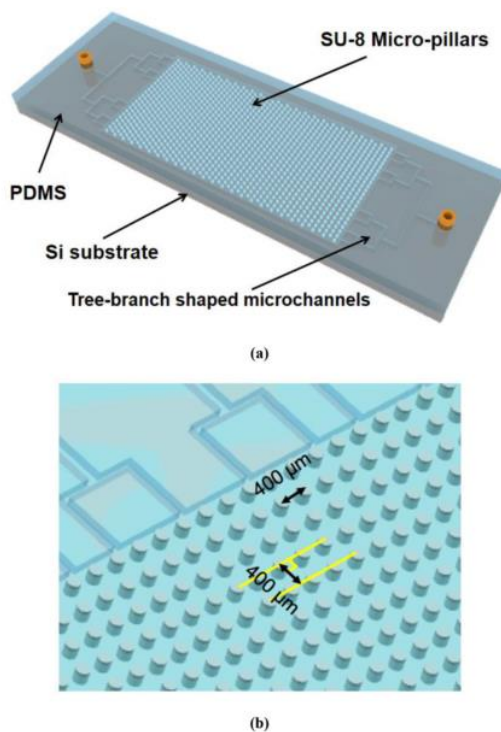 SU-8 Micro-pillars
PDMS
Si substrate
Tree-branch shaped microchannels
(a)
400 µm
400 µm
(b)